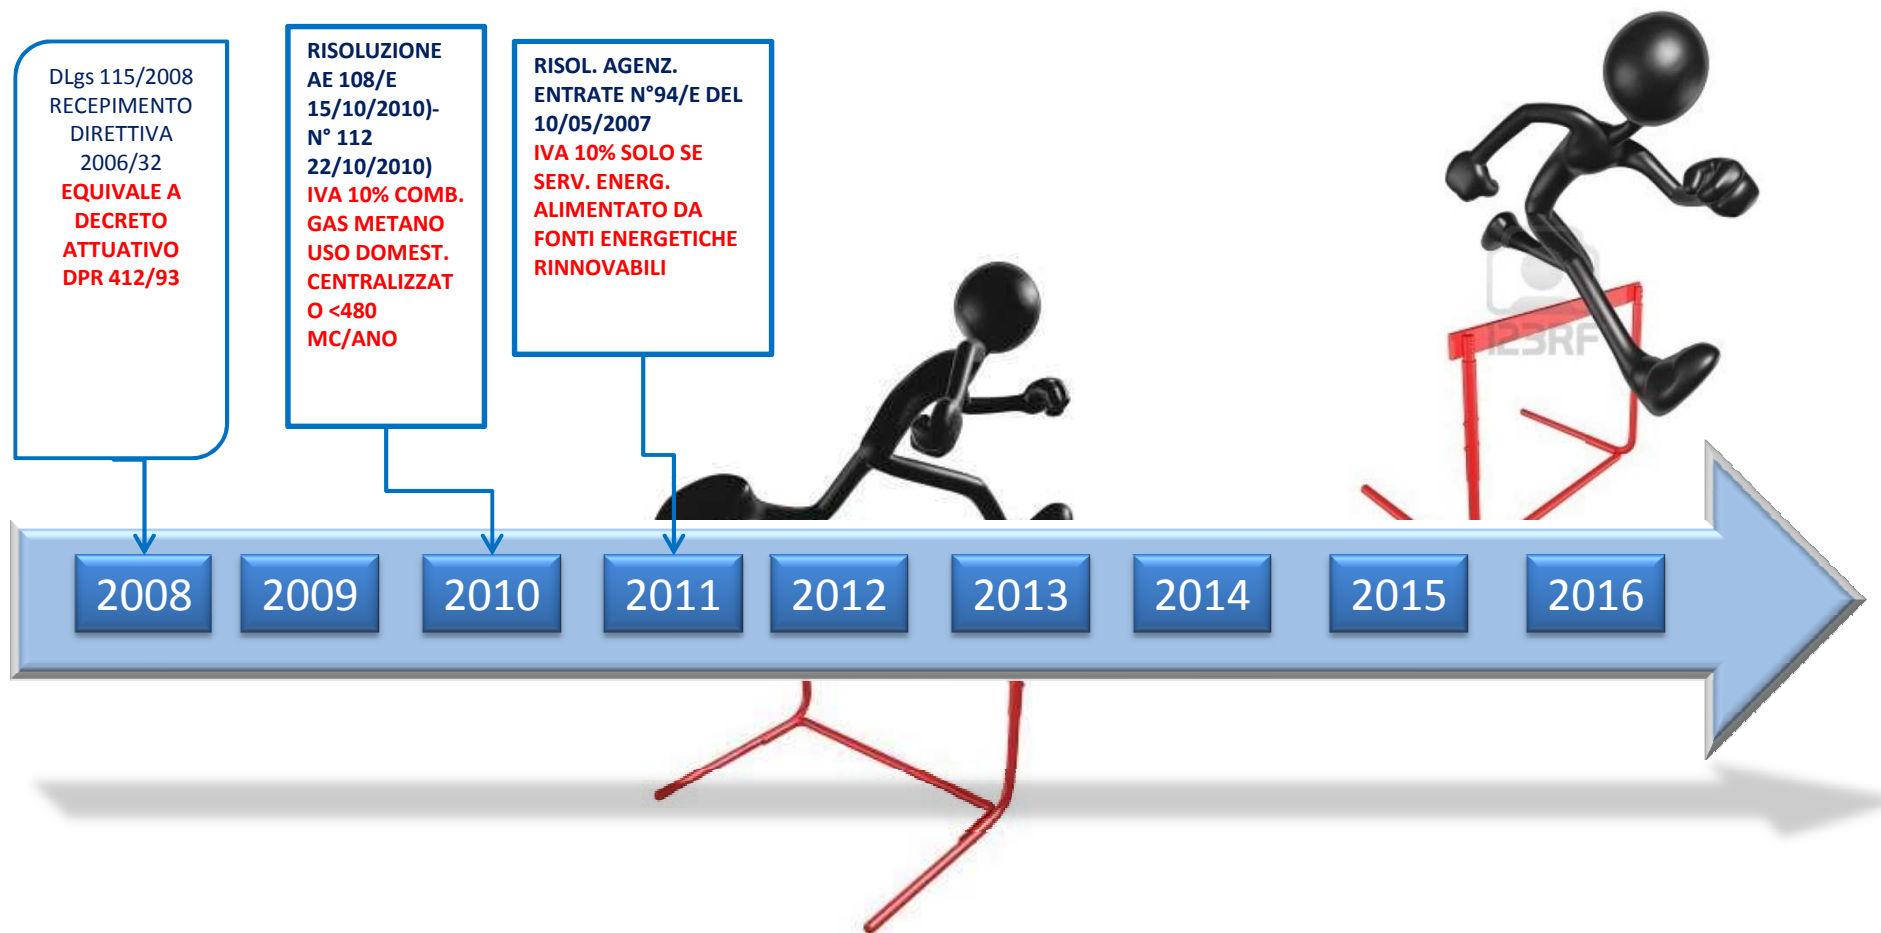 DLgs 115/2008
RECEPIMENTO
DIRETTIVA
2006/32
EQUIVALE A
DECRETO
ATTUATIVO
DPR 412/93
RISOLUZIONE
AE 108/E
15/10/2010)-
N° 112
22/10/2010)
IVA 10% COMB.
GAS METANO
USO DOMEST.
CENTRALIZZAT
O <480
MC/ANO
RISOL. AGENZ.
ENTRATE N°94/E DEL
10/05/2007
IVA 10% SOLO SE
SERV. ENERG.
ALIMENTATO DA
FONTI ENERGETICHE
RINNOVABILI
123RF
2008 2009 2010 2011 2012 2013 2014 2015 2016